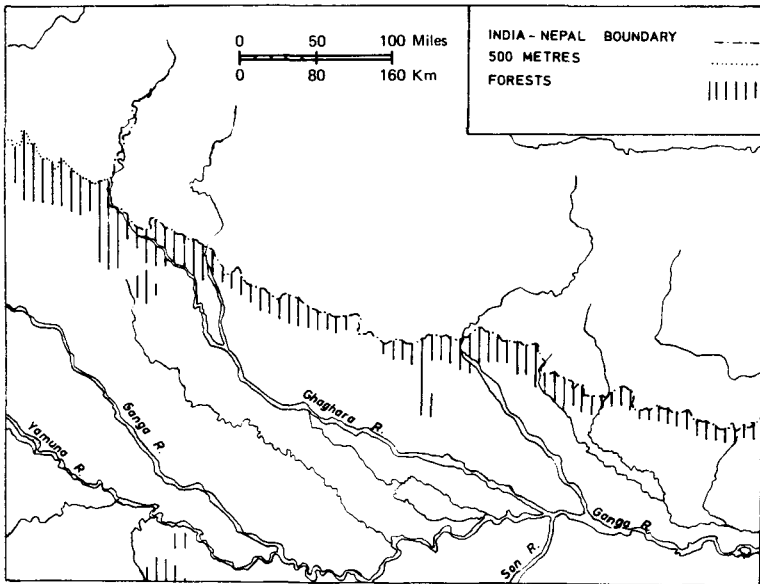 0 50 100 Miles
0 80 160 Km
INDIA-NEPAL BOUNDARY
500 METRES
FORESTS
Ghaghara R.
Ganga R.
Yamuna R.
Ganga R.
Son R.